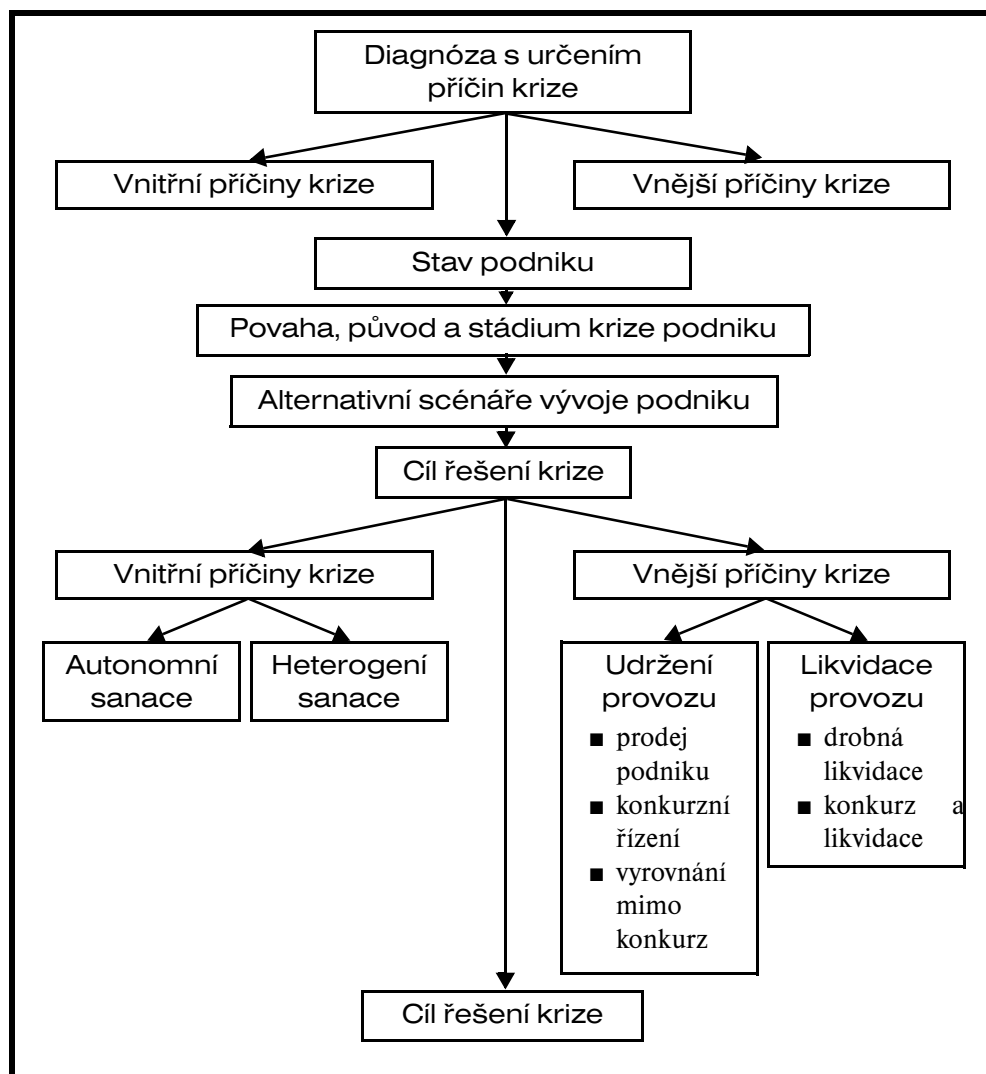 Diagnóza s určením
příčin krize
Vnitřní příčiny krize
Vnější příčiny krize
Stav podniku
Povaha, původ a stádium krize podniku
Alternativní scénáře vývoje podniku
Cíl řešení krize
Vnitřní příčiny krize
Vnější příčiny krize
Autonomní
sanace
Heterogení
sanace
Udržení
provozu
■ prodej
podniku
■ konkurzní
řízení
■ vyrovnání
mimo
konkurz
Likvidace
provozu
■ drobná
likvidace
■ konkurz a
likvidace
Cíl řešení krize